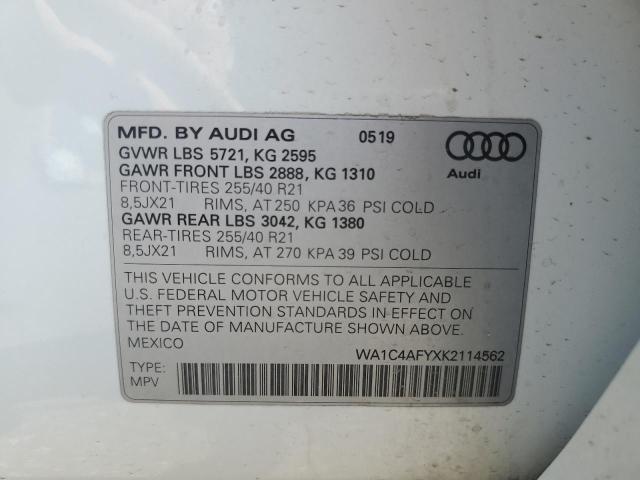 MFD. BY AUDI AG 0519
GVWR LBS 5721, KG 2595
GAWR FRONT LBS 2888, KG 1310
Audi
FRONT-TIRES 255/40 R21
8,5JX21 RIMS, AT 250 KPA 36 PSI COLD
GAWR REAR LBS 3042, KG 1380
REAR-TIRES 255/40 R21
8,5JX21 RIMS, AT 270 KPA 39 PSI COLD
THIS VEHICLE CONFORMS TO ALL APPLICABLE
U.S. FEDERAL MOTOR VEHICLE SAFETY AND
THEFT PREVENTION STANDARDS IN EFFECT ON
THE DATE OF MANUFACTURE SHOWN ABOVE.
MEXICO
WA1C4AFYXK2114562
TYPE:
MPV